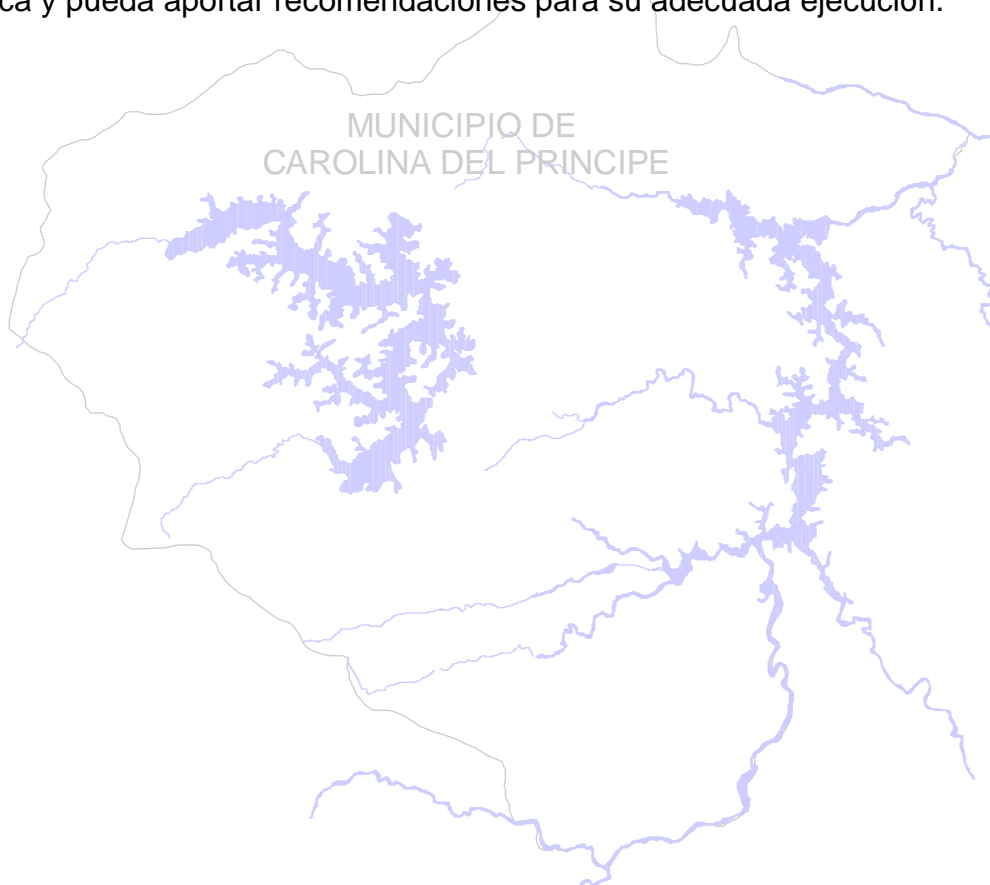 ca y pueda aportar recomendaciones para su adecuada ejecución.
MUNICIPIO DE
CAROLINA DEL PRINCIPE